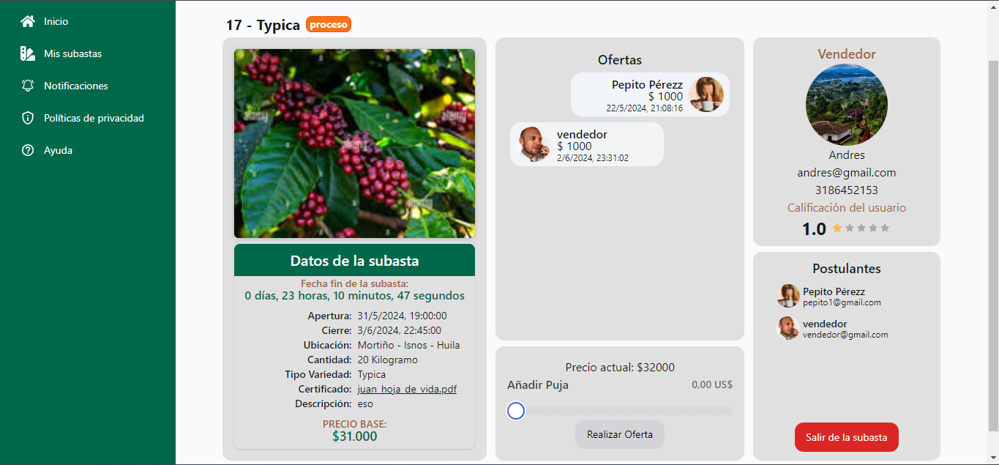 Inicio
Mis subastas
Notificaciones
Políticas de privacidad
Ayuda
17 - Typica proceso
alamy
alamy
alamy
Datos de la subasta
Fecha fin de la subasta:
0 días, 23 horas, 10 minutos, 47 segundos
Apertura: 31/5/2024, 19:00:00
Cierre: 3/6/2024, 22:45:00
Ubicación: Mortiño - Isnos - Huila
Cantidad: 20 Kilogramo
Tipo Variedad: Typica
Certificado: juan_hoja_de_vida.pdf
Descripción: eso
PRECIO BASE:
$31.000
Ofertas
Pepito Pérezz
$ 1000
22/5/2024, 21:08:16
vendedor
$ 1000
2/6/2024, 23:31:02
Precio actual: $32000
Añadir Puja 0,00 US$
Realizar Oferta
Vendedor
Andres
andres@gmail.com
3186452153
Calificación del usuario
1.0
Postulantes
Pepito Pérezz
pepito1@gmail.com
vendedor
vendedor@gmail.com
Salir de la subasta